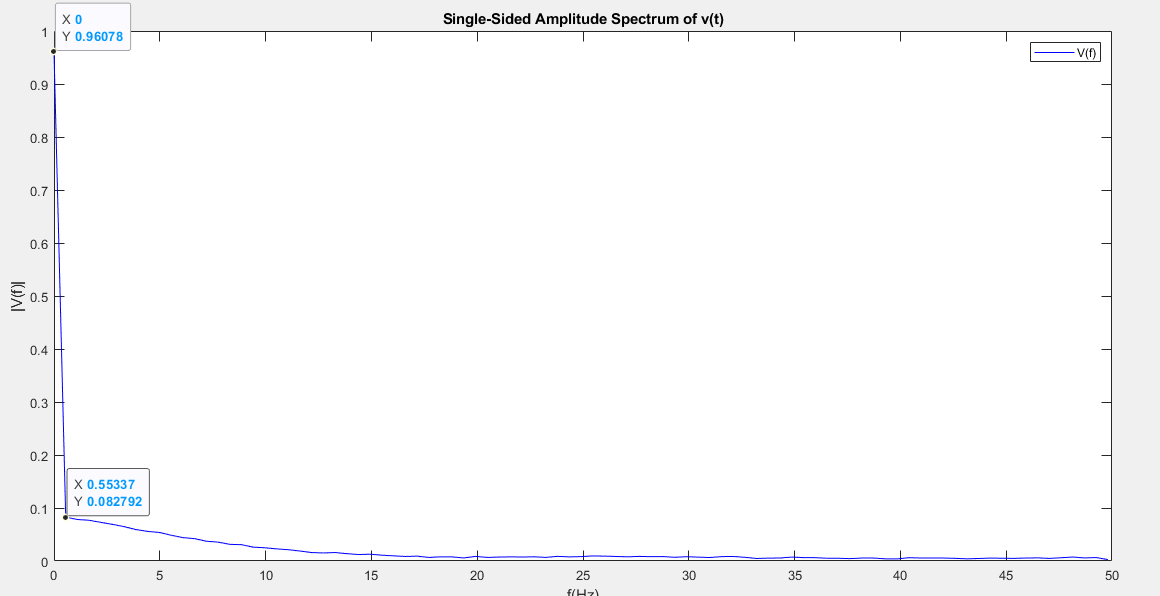 Single-Sided Amplitude Spectrum of v(t)
X 0
Y 0.96078
V(f)
1
0.9
0.8
0.7
0.6
0.5
0.4
0.3
0.2
0.1
0
|V(f)|
X 0.55337
Y 0.082792
0 5 10 15 20 25 30 35 40 45 50
f(Hz)